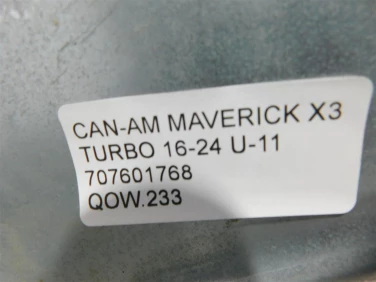 CAN-AM MAVERICK X3
TURBO 16-24 U-11
707601768
QOW.233